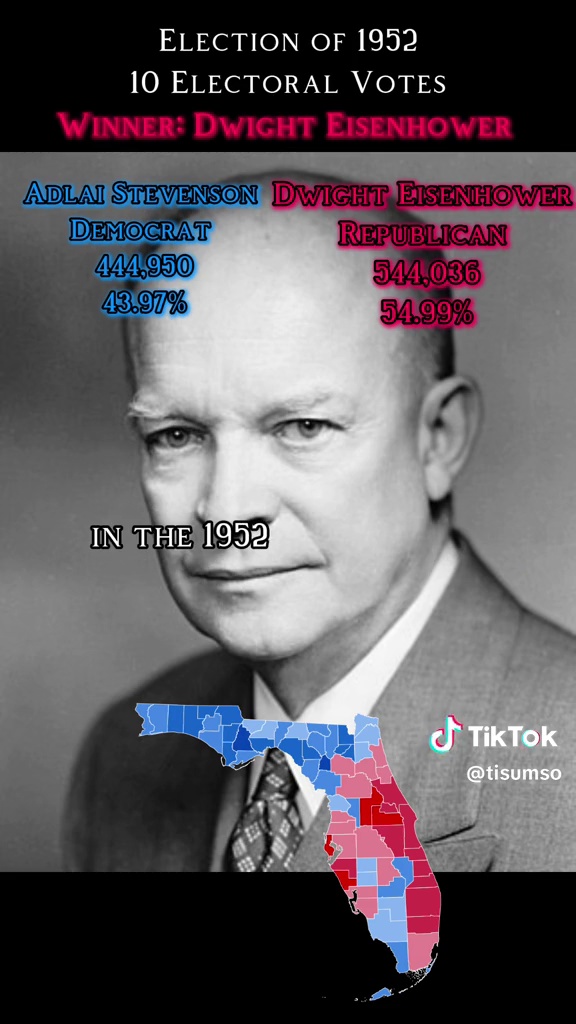 Election of 1952
10 Electoral Votes
Winner: Dwight Eisenhower
Adlai Stevenson
Democrat
444,950
43.97%
Dwight Eisenhower
Republican
544,036
54.99%
in the 1952
TikTok
@tisumso